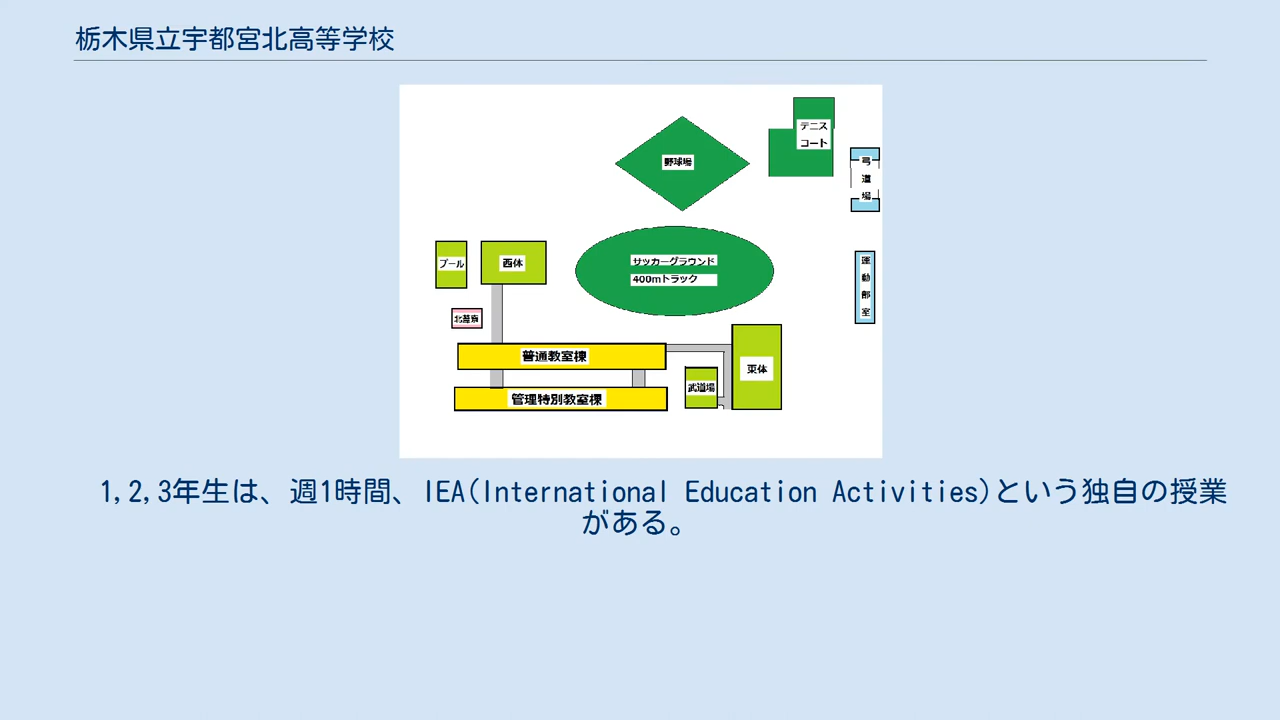 栃木県立宇都宮北高等学校
テニス
コート
野球場
弓
道
場
プール
西体
サッカーグラウンド
400mトラック
運
動
部
室
普通教室棟
東体
武道場
管理特別教室棟
1,2,3年生は、週1時間、IEA(International Education Activities)という独自の授業
がある。